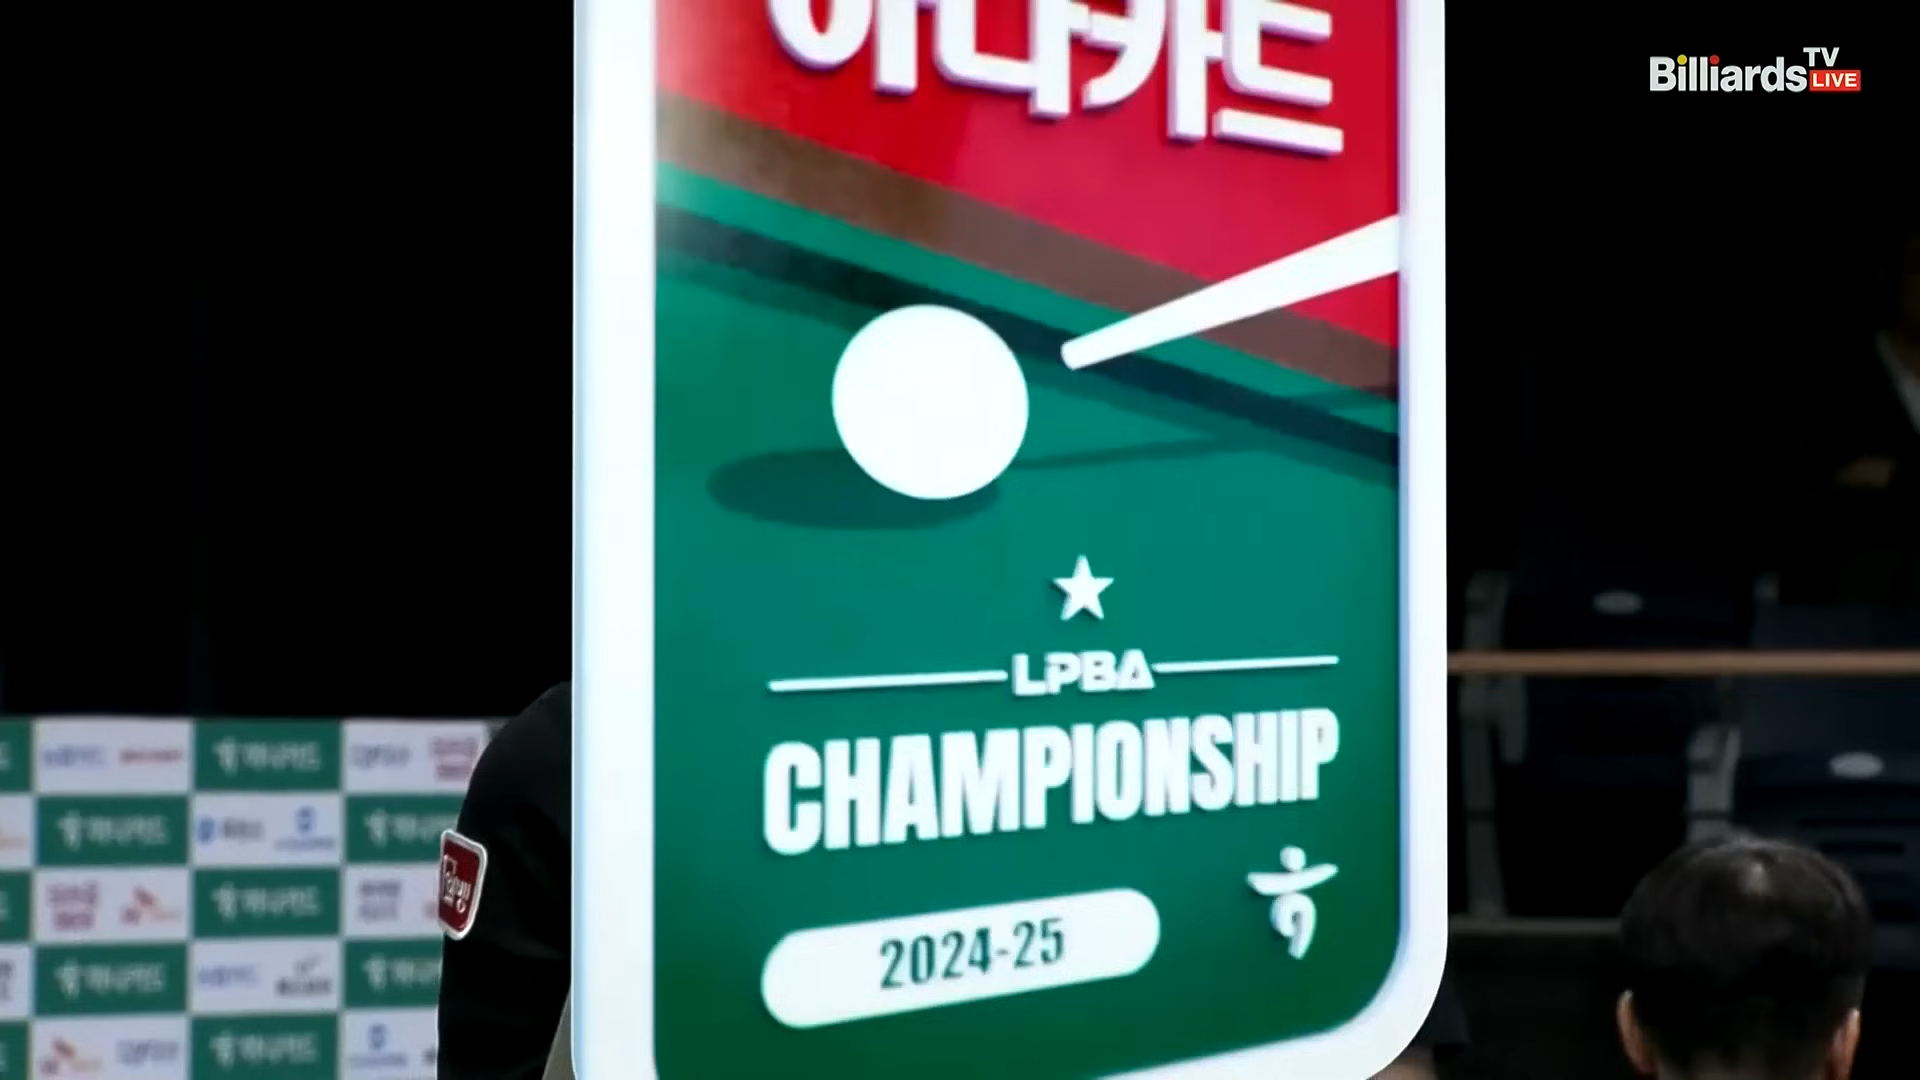 Billiards TV
LIVE
하나카드
LPBA
CHAMPIONSHIP
2024-25